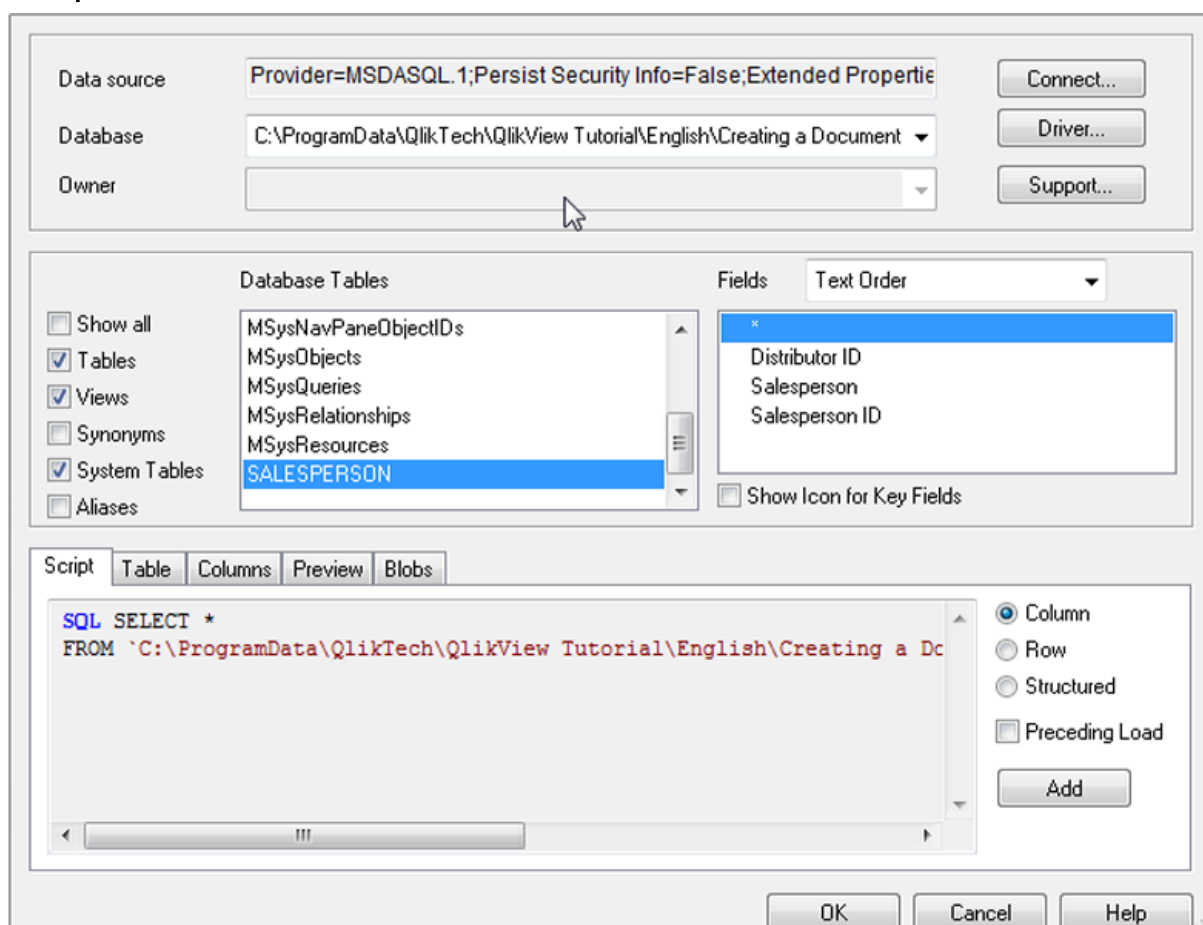 Data source Provider=MSDASQL.1;Persist Security Info=False;Extended Propertie Connect...
Database C:\ProgramData\QlikTech\QlikView Tutorial\English\Creating a Document Driver...
Owner Support...
Database Tables Fields Text Order
Show all MSysNavPaneObjectIDs *
Tables MSysObjects Distributor ID
Views MSysQueries Salesperson
Synonyms MSysRelationships Salesperson ID
System Tables MSysResources
SALESPERSON
Aliases Show Icon for Key Fields
Script Table Columns Preview Blobs
SQL SELECT * Column
FROM `C:\ProgramData\QlikTech\QlikView Tutorial\English\Creating a Dc Row
Structured
Preceding Load
Add
OK Cancel Help